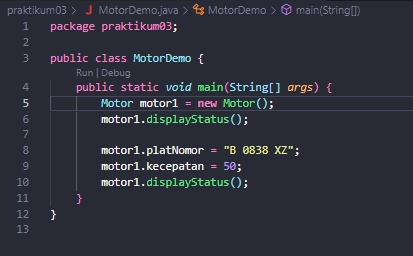 praktikum03 > J MotorDemo.java > MotorDemo > main(String[])
1 package praktikum03;
2
3 public class MotorDemo {
Run | Debug
4 public static void main(String[] args) {
5 Motor motor1 = new Motor();
6 motor1.displayStatus();
7
8 motor1.platNomor = "B 0838 XZ";
9 motor1.kecepatan = 50;
10 motor1.displayStatus();
11 }
12 }
13